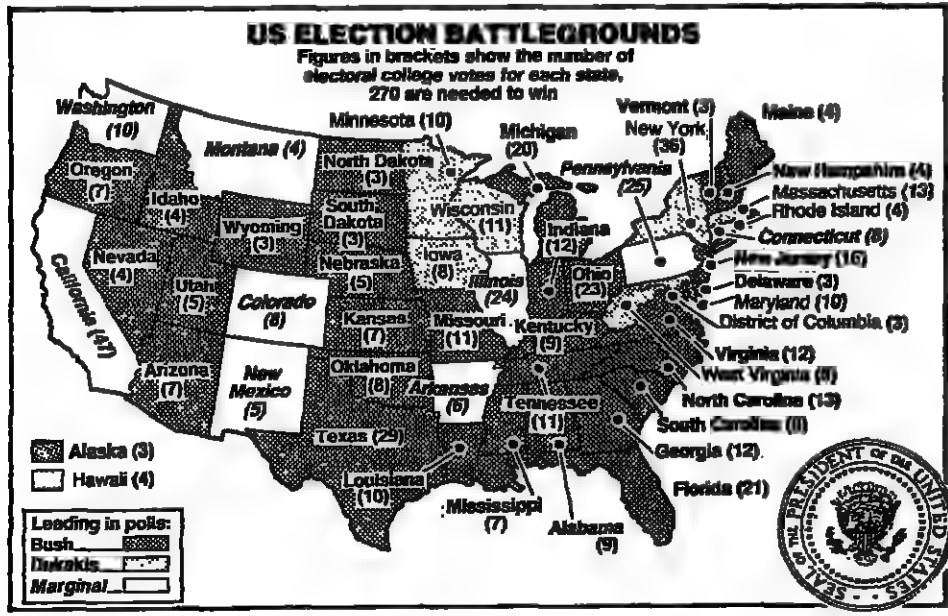 US ELECTION BATTLEGROUNDS
Figures in brackets show the number of
electoral college votes for each state,
270 are needed to win
Washington
(10)
Oregon
(7)
Idaho
(4)
Montana (4)
Wyoming
(3)
Nevada
(4)
Utah
(5)
California (47)
Arizona
(7)
Colorado
(8)
New
Mexico
(5)
North Dakota
(3)
South
Dakota
(3)
Nebraska
(5)
Kansas
(7)
Oklahoma
(8)
Texas (29)
Minnesota (10)
Wisconsin
(11)
Iowa
(8)
Illinois
(24)
Missouri
(11)
Arkansas
(6)
Louisiana
(10)
Michigan
(20)
Indiana
(12)
Ohio
(23)
Kentucky
(9)
Tennessee
(11)
Mississippi
(7)
Alabama
(9)
Pennsylvania
(25)
Vermont (3)
New York
(36)
Maine (4)
New Hampshire (4)
Massachusetts (13)
Rhode Island (4)
Connecticut (8)
New Jersey (16)
Delaware (3)
Maryland (10)
District of Columbia (3)
Virginia (12)
West Virginia (6)
North Carolina (13)
South Carolina (8)
Georgia (12)
Florida (21)
Alaska (3)
Hawaii (4)
Leading in polls:
Bush
Dukakis
Marginal
SEAL OF THE PRESIDENT OF THE UNITED STATES